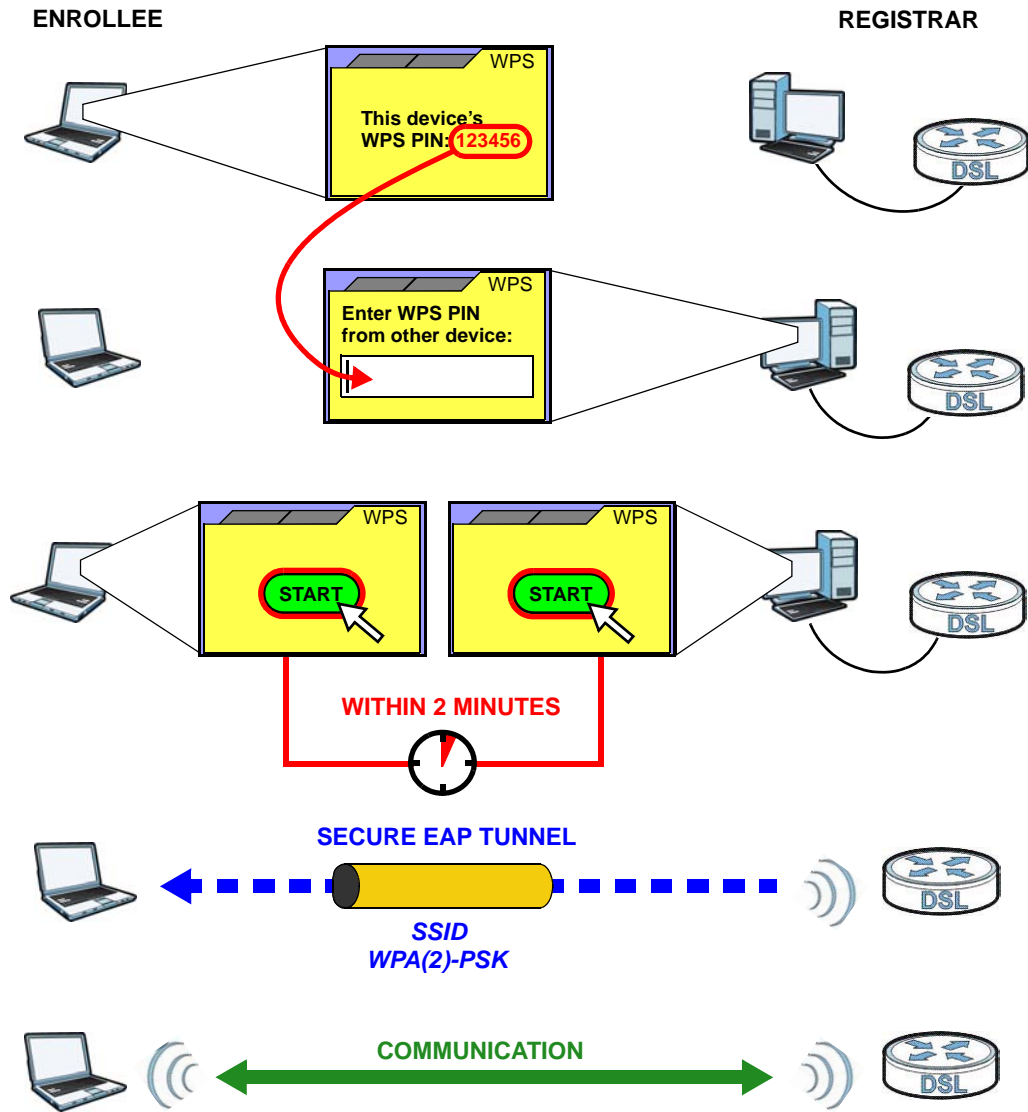 ENROLLEE
REGISTRAR
WPS
This device's
WPS PIN: 123456
DSL
WPS
Enter WPS PIN
from other device:
DSL
WPS
WPS
START
START
DSL
WITHIN 2 MINUTES
SECURE EAP TUNNEL
DSL
SSID
WPA(2)-PSK
COMMUNICATION
DSL